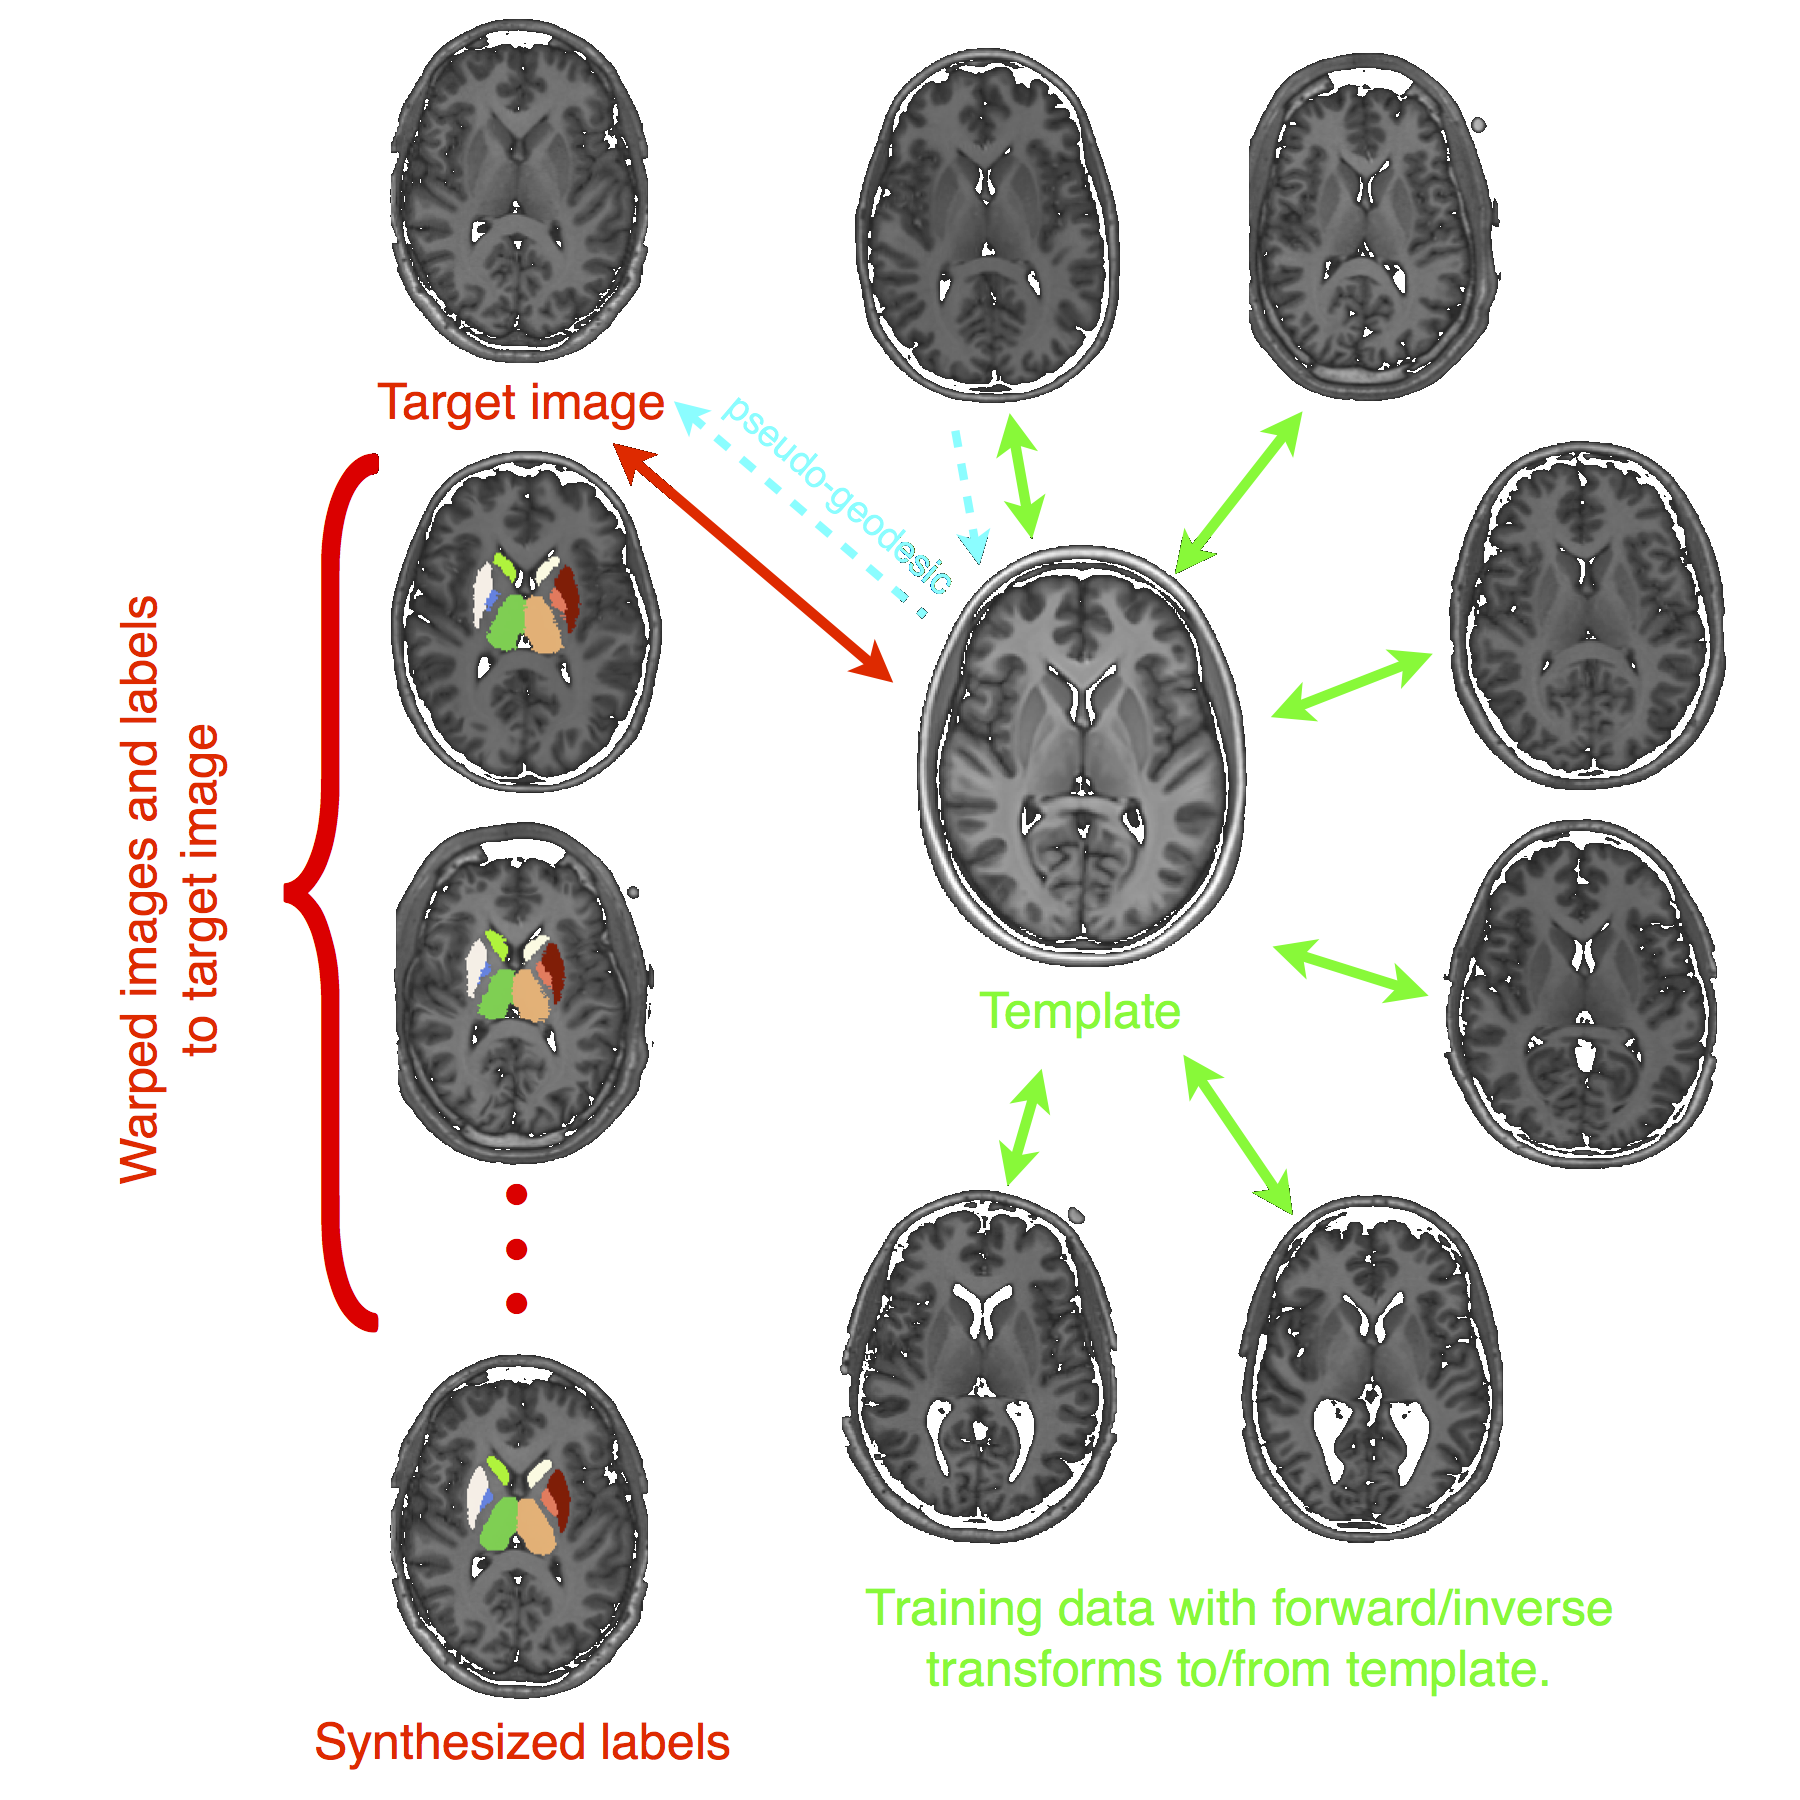 Target image
pseudo-geodesic
Warped images and labels
to target image
Template
Training data with forward/inverse
transforms to/from template.
Synthesized labels